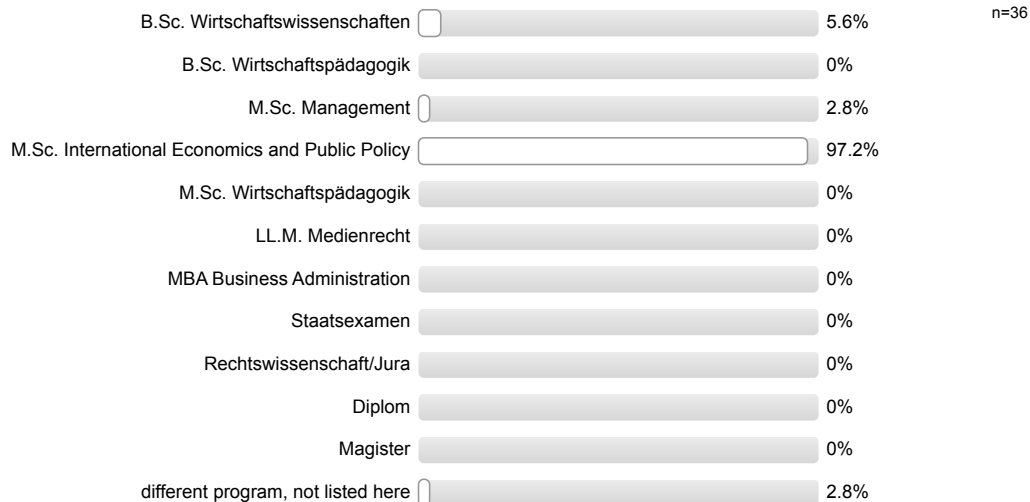 B.Sc. Wirtschaftswissenschaften 5.6% n=36
B.Sc. Wirtschaftspädagogik 0%
M.Sc. Management 2.8%
M.Sc. International Economics and Public Policy 97.2%
M.Sc. Wirtschaftspädagogik 0%
LL.M. Medienrecht 0%
MBA Business Administration 0%
Staatsexamen 0%
Rechtswissenschaft/Jura 0%
Diplom 0%
Magister 0%
different program, not listed here 2.8%